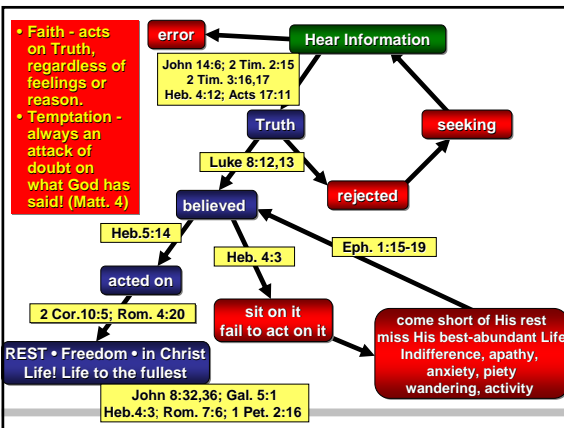 • Faith - acts
on Truth,
regardless of
feelings or
reason.
• Temptation -
always an
attack of
doubt on
what God has
said! (Matt. 4)
error
Hear Information
John 14:6; 2 Tim. 2:15
2 Tim. 3:16,17
Heb. 4:12; Acts 17:11
Truth
seeking
Luke 8:12,13
rejected
believed
Heb.5:14
Heb. 4:3
Eph. 1:15-19
acted on
2 Cor.10:5; Rom. 4:20
sit on it
fail to act on it
come short of His rest
miss His best-abundant Life
Indifference, apathy,
anxiety, piety
wandering, activity
REST • Freedom • in Christ
Life! Life to the fullest
John 8:32,36; Gal. 5:1
Heb.4:3; Rom. 7:6; 1 Pet. 2:16